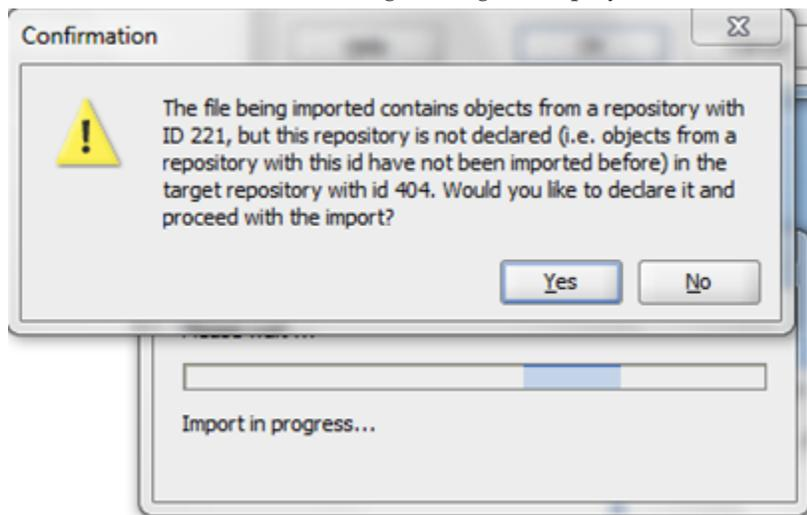 Confirmation
The file being imported contains objects from a repository with
ID 221, but this repository is not declared (i.e. objects from a
repository with this id have not been imported before) in the
target repository with id 404. Would you like to declare it and
proceed with the import?
Yes
No
Import in progress...